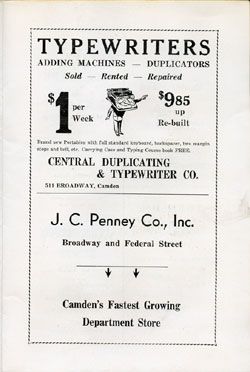 TYPEWRITERS
ADDING MACHINES — DUPLICATORS
Sold — Rented — Repaired
$1 per Week
$9.85 up Re-built
Brand new Portables with full standard keyboard, backspacer, two margin
stops and bell, etc. Carrying Case and Typing Course book FREE.
CENTRAL DUPLICATING
& TYPEWRITER CO.
511 BROADWAY, Camden
J. C. Penney Co., Inc.
Broadway and Federal Street
Camden's Fastest Growing
Department Store